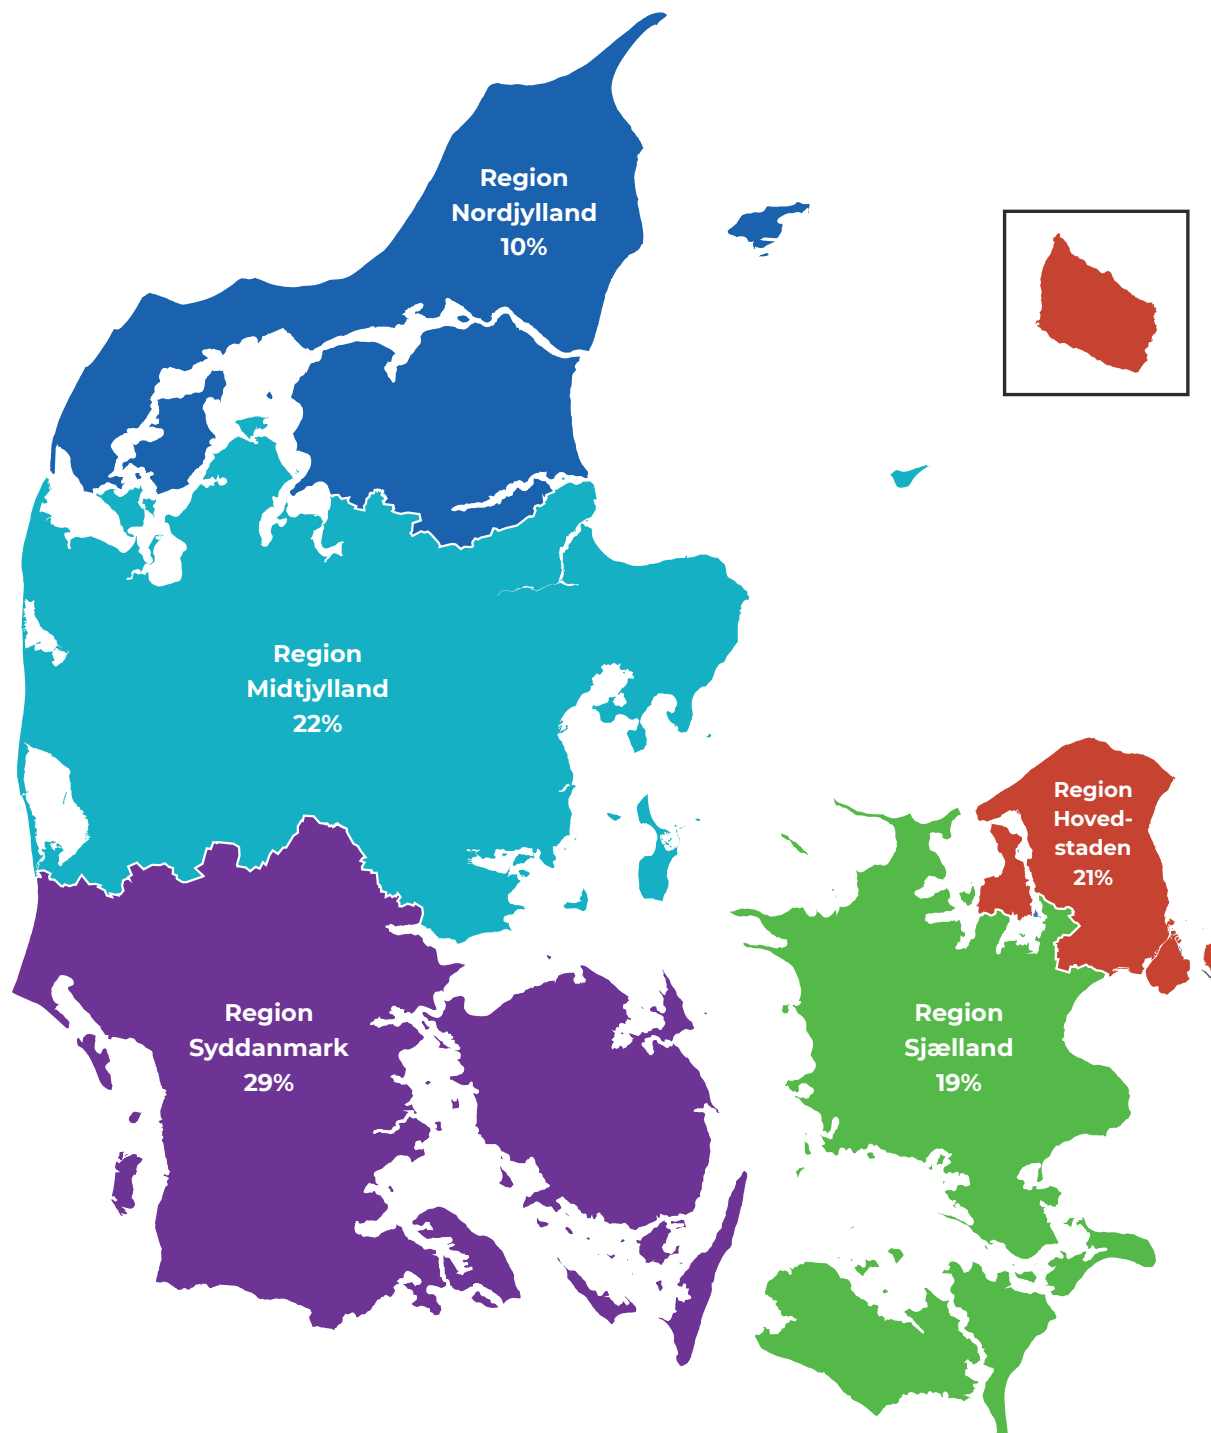 Region
Nordjylland
10%
Region
Midtjylland
22%
Region
Hoved-
staden
21%
Region
Syddanmark
29%
Region
Sjælland
19%